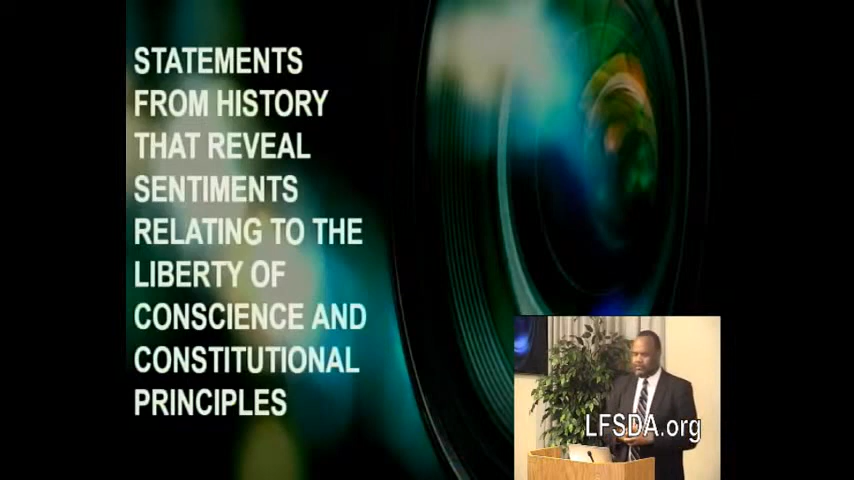 STATEMENTS
FROM HISTORY
THAT REVEAL
SENTIMENTS
RELATING TO THE
LIBERTY OF
CONSCIENCE AND
CONSTITUTIONAL
PRINCIPLES
LFSDA.org